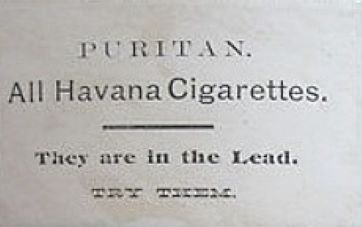 PURITAN.
All Havana Cigarettes.
They are in the Lead.
TRY THEM.